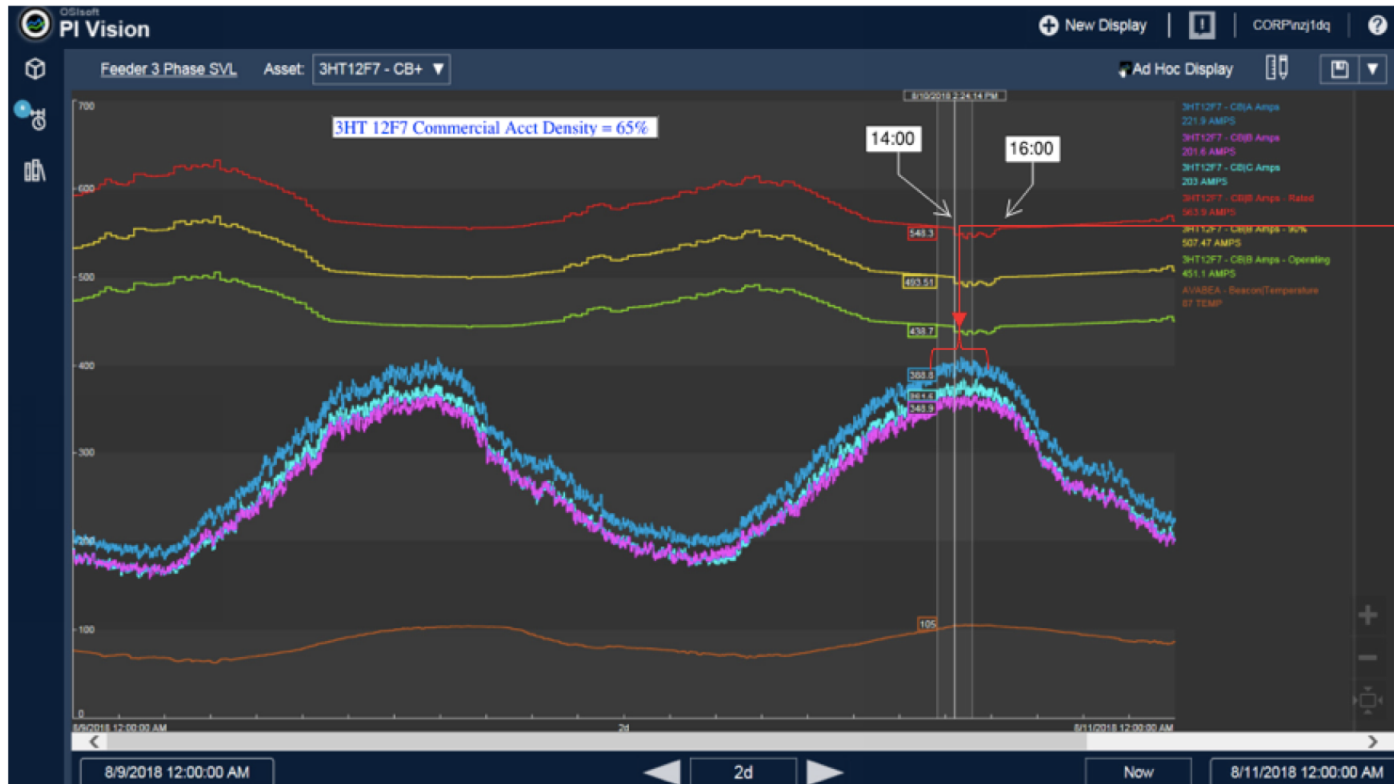 OSIsoft
PI Vision
New Display
CORP\nzj1dq
Feeder 3 Phase SVL
Asset:
3HT12F7 - CB+
Ad Hoc Display
8/10/2018 2:24:14 PM
700
3HT 12F7 Commercial Acct Density = 65%
14:00
16:00
3HT12F7 - CB|A Amps
221.9 AMPS
3HT12F7 - CB|B Amps
201.6 AMPS
3HT12F7 - CB|C Amps
203 AMPS
3HT12F7 - CB|B Amps - Rated
563.9 AMPS
3HT12F7 - CB|B Amps - 90%
507.47 AMPS
3HT12F7 - CB|B Amps - Operating
451.1 AMPS
AVABEA - Beacon|Temperature
87 TEMP
600
548.3
500
493.51
438.7
400
388.8
361.6
348.9
300
200
100
105
0
8/9/2018 12:00:00 AM
2d
8/11/2018 12:00:00 AM
8/9/2018 12:00:00 AM
2d
Now
8/11/2018 12:00:00 AM